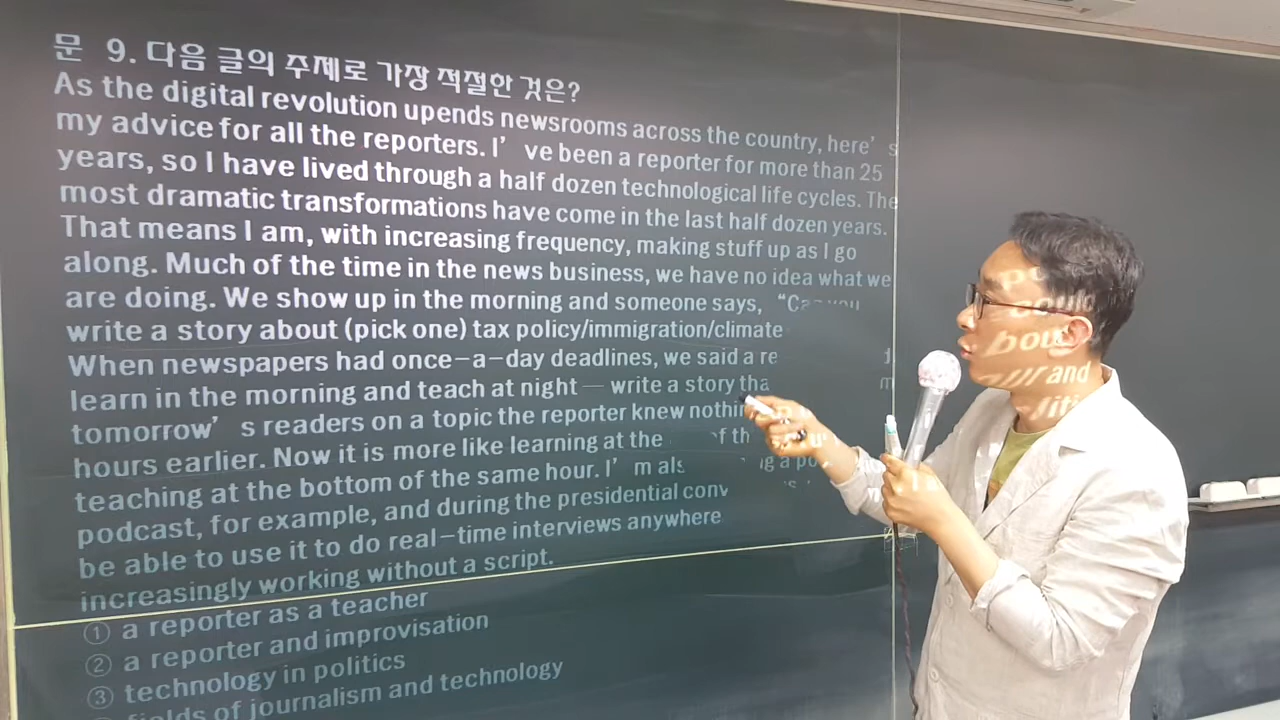 문 9. 다음 글의 주제로 가장 적절한 것은?
As the digital revolution upends newsrooms across the country, here's
my advice for all the reporters. I've been a reporter for more than 25
years, so I have lived through a half dozen technological life cycles. The
most dramatic transformations have come in the last half dozen years.
That means I am, with increasing frequency, making stuff up as I go
along. Much of the time in the news business, we have no idea what we
are doing. We show up in the morning and someone says, “Can you
write a story about (pick one) tax policy/immigration/climate
When newspapers had once-a-day deadlines, we said a re
learn in the morning and teach at night — write a story tha
tomorrow's readers on a topic the reporter knew nothin
hours earlier. Now it is more like learning at the of th
teaching at the bottom of the same hour. I'm als g a po
podcast, for example, and during the presidential conv
be able to use it to do real-time interviews anywhere
increasingly working without a script.
① a reporter as a teacher
② a reporter and improvisation
③ technology in politics
fields of journalism and technology